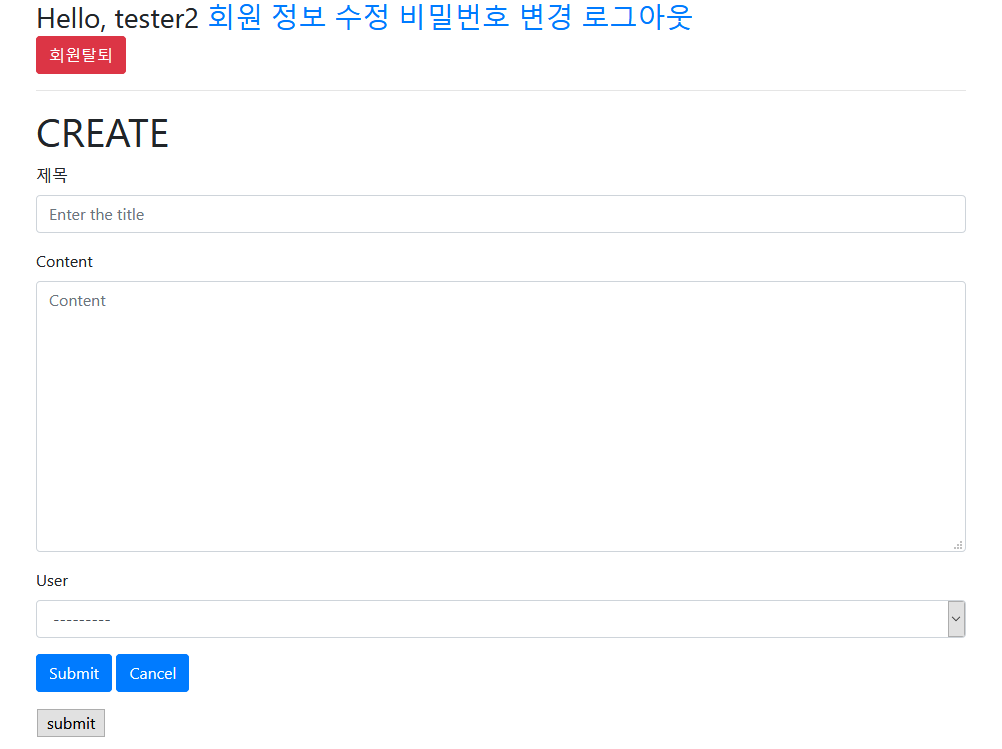 Hello, tester2 회원 정보 수정 비밀번호 변경 로그아웃
회원탈퇴
CREATE
제목
Enter the title
Content
Content
User
---------
Submit Cancel
submit